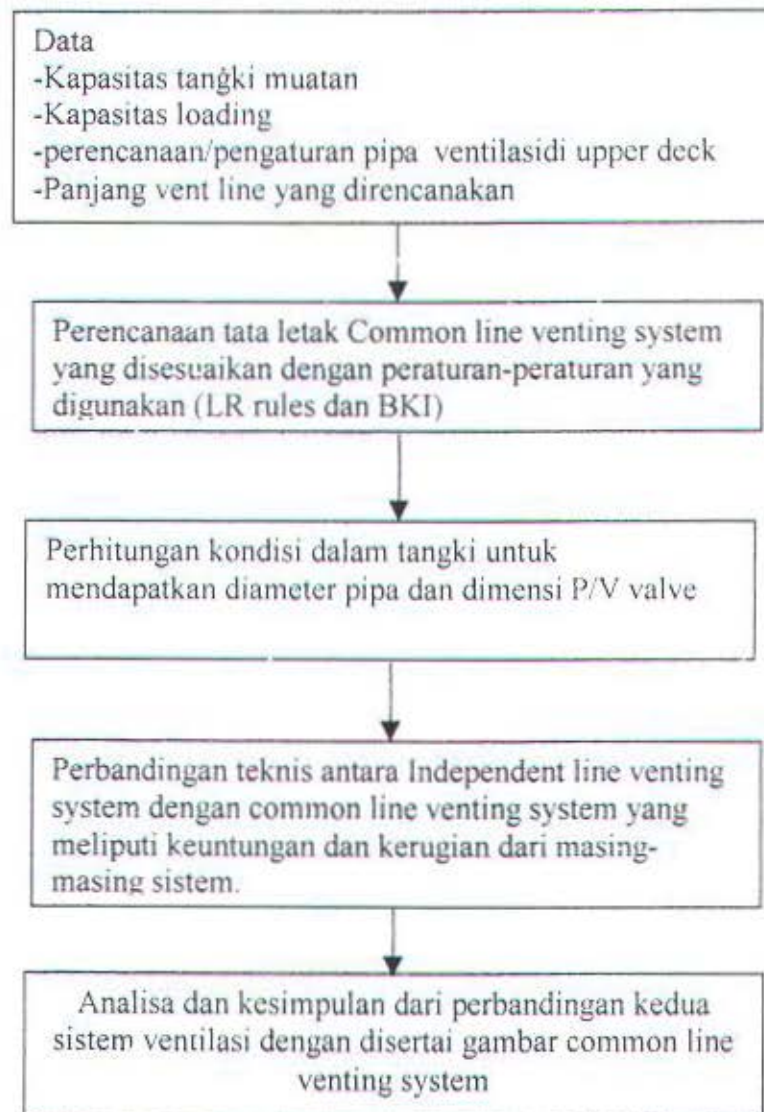 Data
-Kapasitas tangki muatan
-Kapasitas loading
-perencanaan/pengaturan pipa ventilasidi upper deck
-Panjang vent line yang direncanakan
Perencanaan tata letak Common line venting system
yang disesuaikan dengan peraturan-peraturan yang
digunakan (LR rules dan BKI)
Perhitungan kondisi dalam tangki untuk
mendapatkan diameter pipa dan dimensi P/V valve
Perbandingan teknis antara Independent line venting
system dengan common line venting system yang
meliputi keuntungan dan kerugian dari masing-
masing sistem.
Analisa dan kesimpulan dari perbandingan kedua
sistem ventilasi dengan disertai gambar common line
venting system